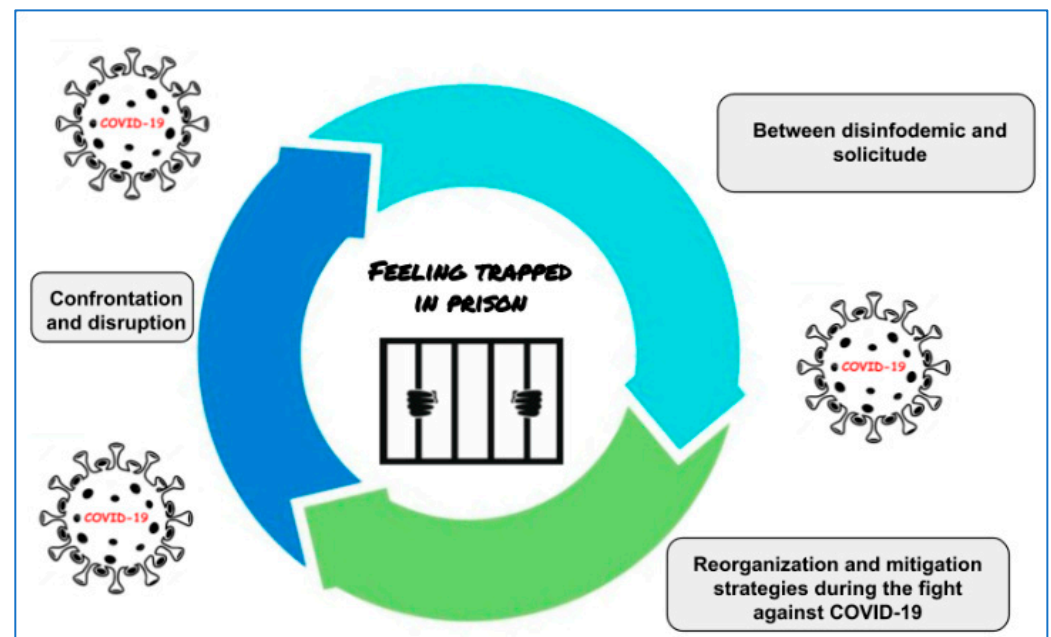 COVID-19
Between disinfodemic and
solicitude
FEELING TRAPPED
IN PRISON
Confrontation
and disruption
COVID-19
COVID-19
Reorganization and mitigation
strategies during the fight
against COVID-19